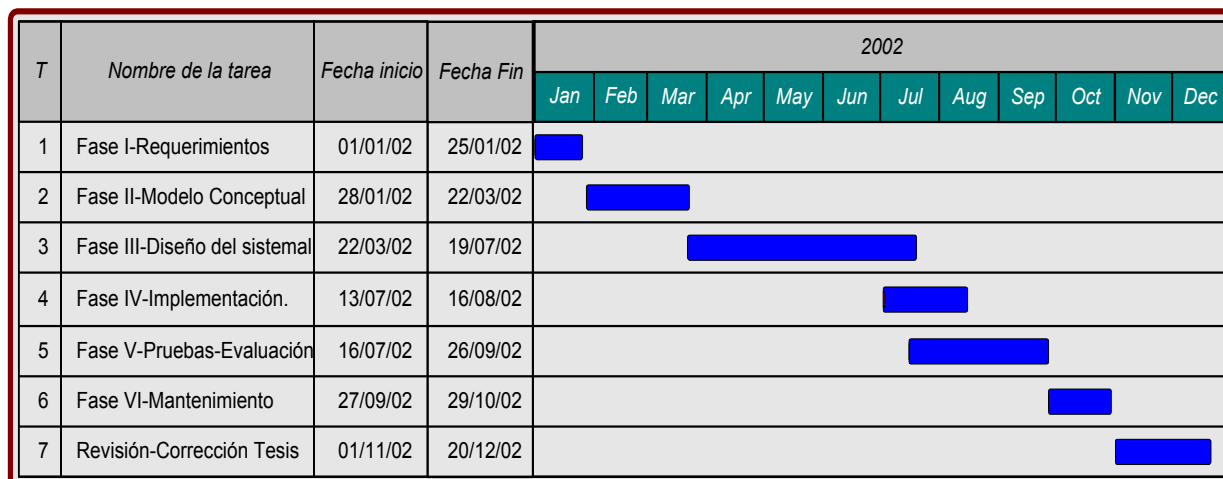 T Nombre de la tarea Fecha inicio Fecha Fin 2002
Jan Feb Mar Apr May Jun Jul Aug Sep Oct Nov Dec
1 Fase I-Requerimientos 01/01/02 25/01/02
2 Fase II-Modelo Conceptual 28/01/02 22/03/02
3 Fase III-Diseño del sistemal 22/03/02 19/07/02
4 Fase IV-Implementación. 13/07/02 16/08/02
5 Fase V-Pruebas-Evaluación 16/07/02 26/09/02
6 Fase VI-Mantenimiento 27/09/02 29/10/02
7 Revisión-Corrección Tesis 01/11/02 20/12/02